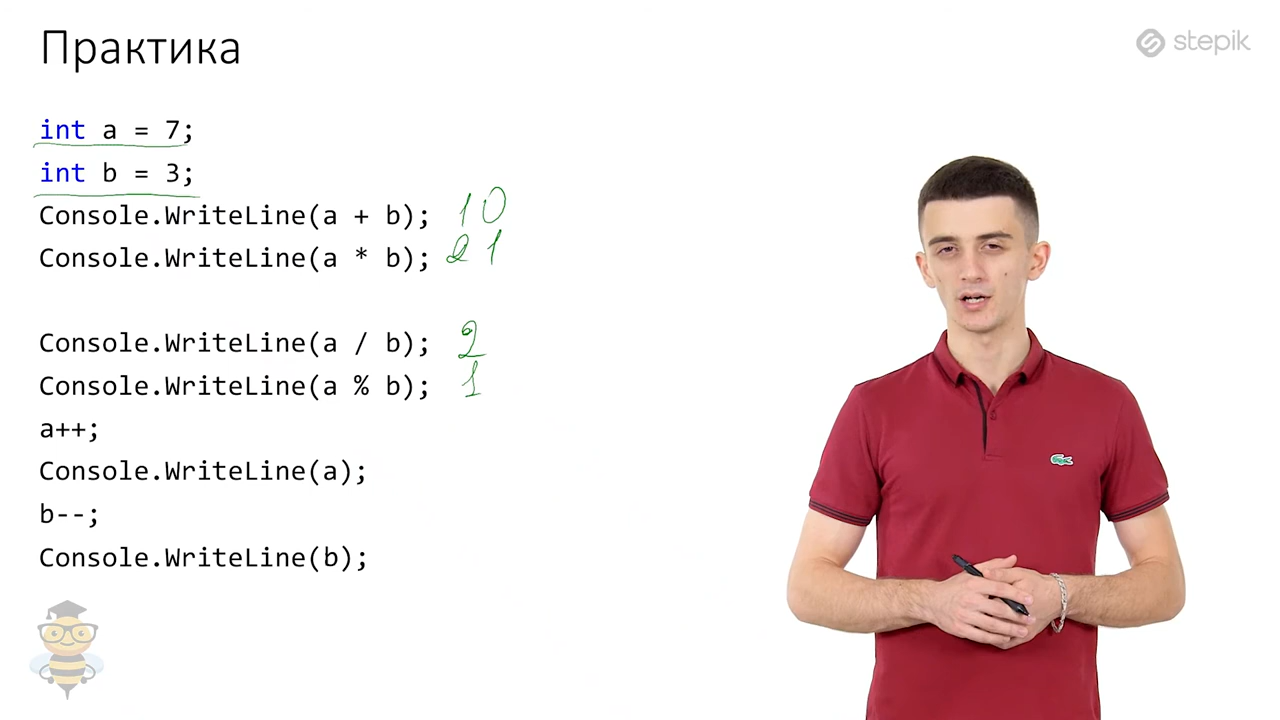 Практика
stepik
int a = 7;
int b = 3;
Console.WriteLine(a + b); 10
Console.WriteLine(a * b); 21
Console.WriteLine(a / b); 2
Console.WriteLine(a % b); 1
a++;
Console.WriteLine(a);
b--;
Console.WriteLine(b);